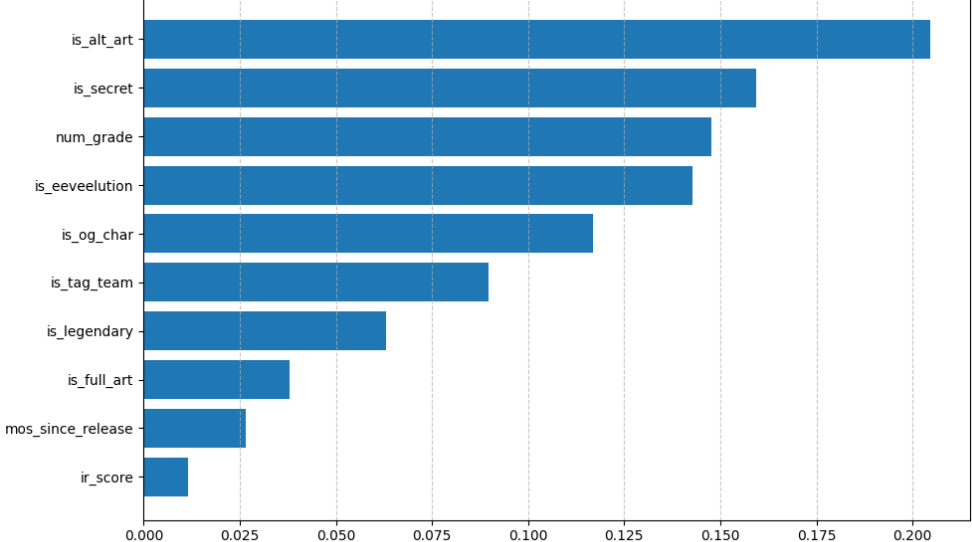 is_alt_art
is_secret
num_grade
is_eeveelution
is_og_char
is_tag_team
is_legendary
is_full_art
mos_since_release
ir_score
0.000 0.025 0.050 0.075 0.100 0.125 0.150 0.175 0.200